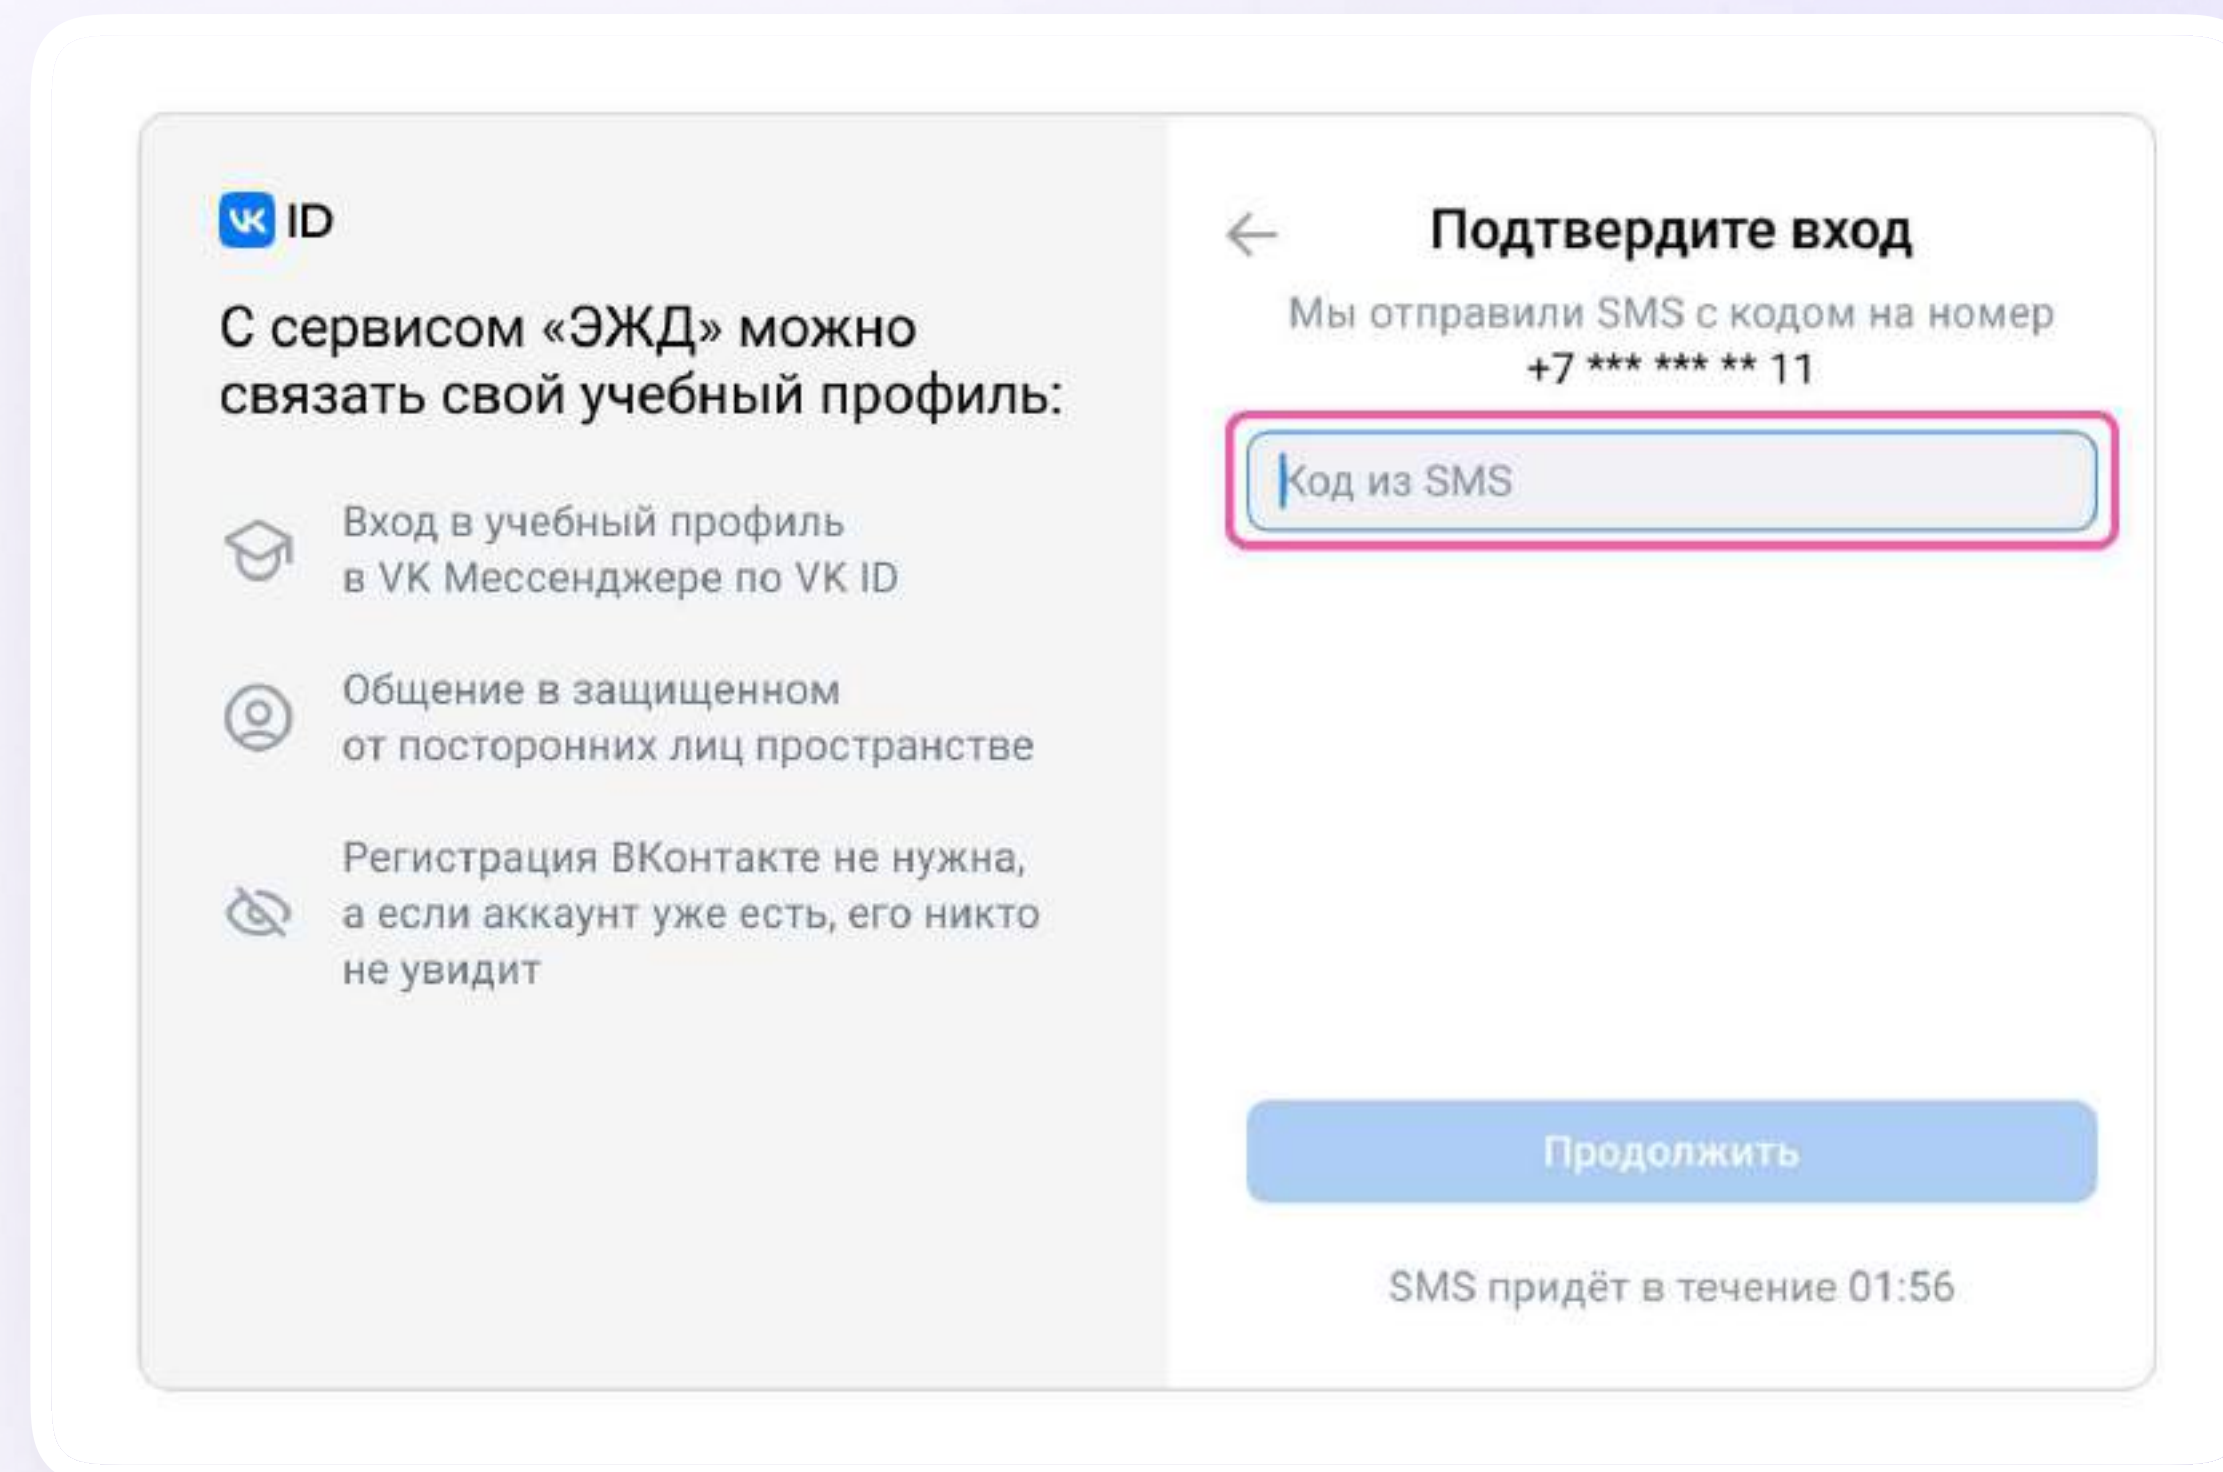 VK ID
С сервисом «ЭЖД» можно
связать свой учебный профиль:
Вход в учебный профиль
в VK Мессенджере по VK ID
Общение в защищенном
от посторонних лиц пространстве
Регистрация ВКонтакте не нужна,
а если аккаунт уже есть, его никто
не увидит
Подтвердите вход
Мы отправили SMS с кодом на номер
+7 *** *** ** 11
Код из SMS
Продолжить
SMS придёт в течение 01:56